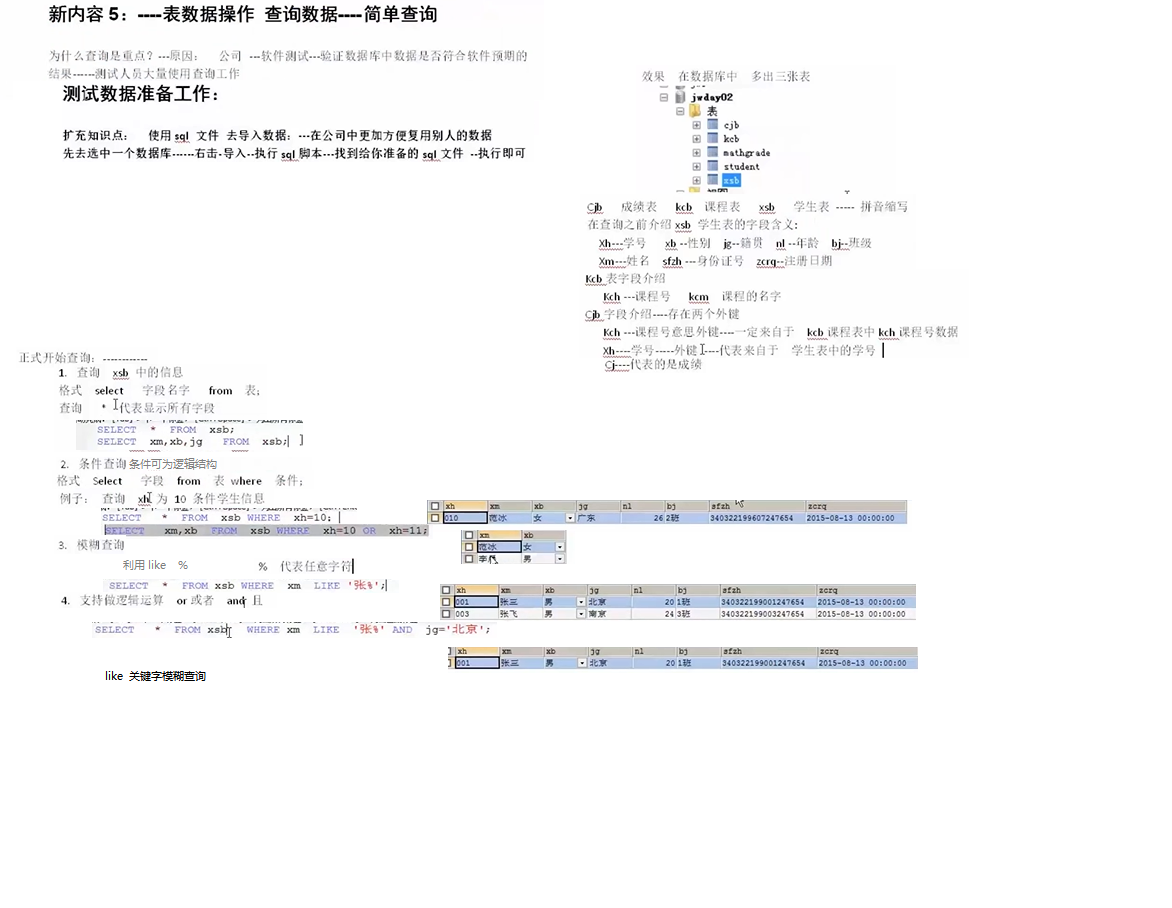 新内容 5：----表数据操作 查询数据----简单查询
为什么查询是重点？---原因： 公司 ---软件测试---验证数据库中数据是否符合软件预期的
结果------测试人员大量使用查询工作
测试数据准备工作：
扩充知识点： 使用 sql 文件 去导入数据：---在公司中更加方便复用别人的数据
先去选中一个数据库------右击-导入--执行 sql 脚本---找到给你准备的 sql 文件 --执行即可
效果 在数据库中 多出三张表
jwday02
表
cjb
kcb
mathgrade
student
xsb
Cjb 成绩表 kcb 课程表 xsb 学生表 ----- 拼音缩写
在查询之前介绍 xsb 学生表的字段含义：
Xh---学号 xb --性别 jg--籍贯 nl --年龄 bj--班级
Xm---姓名 sfzh ---身份证号 zcrq--注册日期
Kcb 表字段介绍
Kch ---课程号 kcm 课程的名字
Cjb 字段介绍----存在两个外键
Kch ---课程号意思外键----一定来自于 kcb 课程表中 kch 课程号数据
Xh----学号-----外键 ----代表来自于 学生表中的学号
Cj----代表的是成绩
正式开始查询：------------
1. 查询 xsb 中的信息
格式 select 字段名字 from 表；
查询 * 代表显示所有字段
SELECT * FROM xsb;
SELECT xm,xb,jg FROM xsb;
2. 条件查询 条件可为逻辑结构
格式 Select 字段 from 表 where 条件；
例子： 查询 xh 为 10 条件学生信息
SELECT * FROM xsb WHERE xh=10;
SELECT xm,xb FROM xsb WHERE xh=10 OR xh=11;
xh xm xb jg nl bj sfzh zcrq
010 范冰 女 广东 26 2班 340322199607247654 2015-08-13 00:00:00
xm xb
范冰 女
男
3. 模糊查询
利用 like % % 代表任意字符
SELECT * FROM xsb WHERE xm LIKE '张%';
xh xm xb jg nl bj sfzh zcrq
001 张三 男 北京 20 1班 340322199001247654 2015-08-13 00:00:00
003 张飞 男 南京 24 3班 340322199003247654 2015-08-13 00:00:00
4. 支持做逻辑运算 or 或者 and 且
SELECT * FROM xsb WHERE xm LIKE '张%' AND jg='北京';
xh xm xb jg nl bj sfzh zcrq
001 张三 男 北京 20 1班 340322199001247654 2015-08-13 00:00:00
like 关键字模糊查询